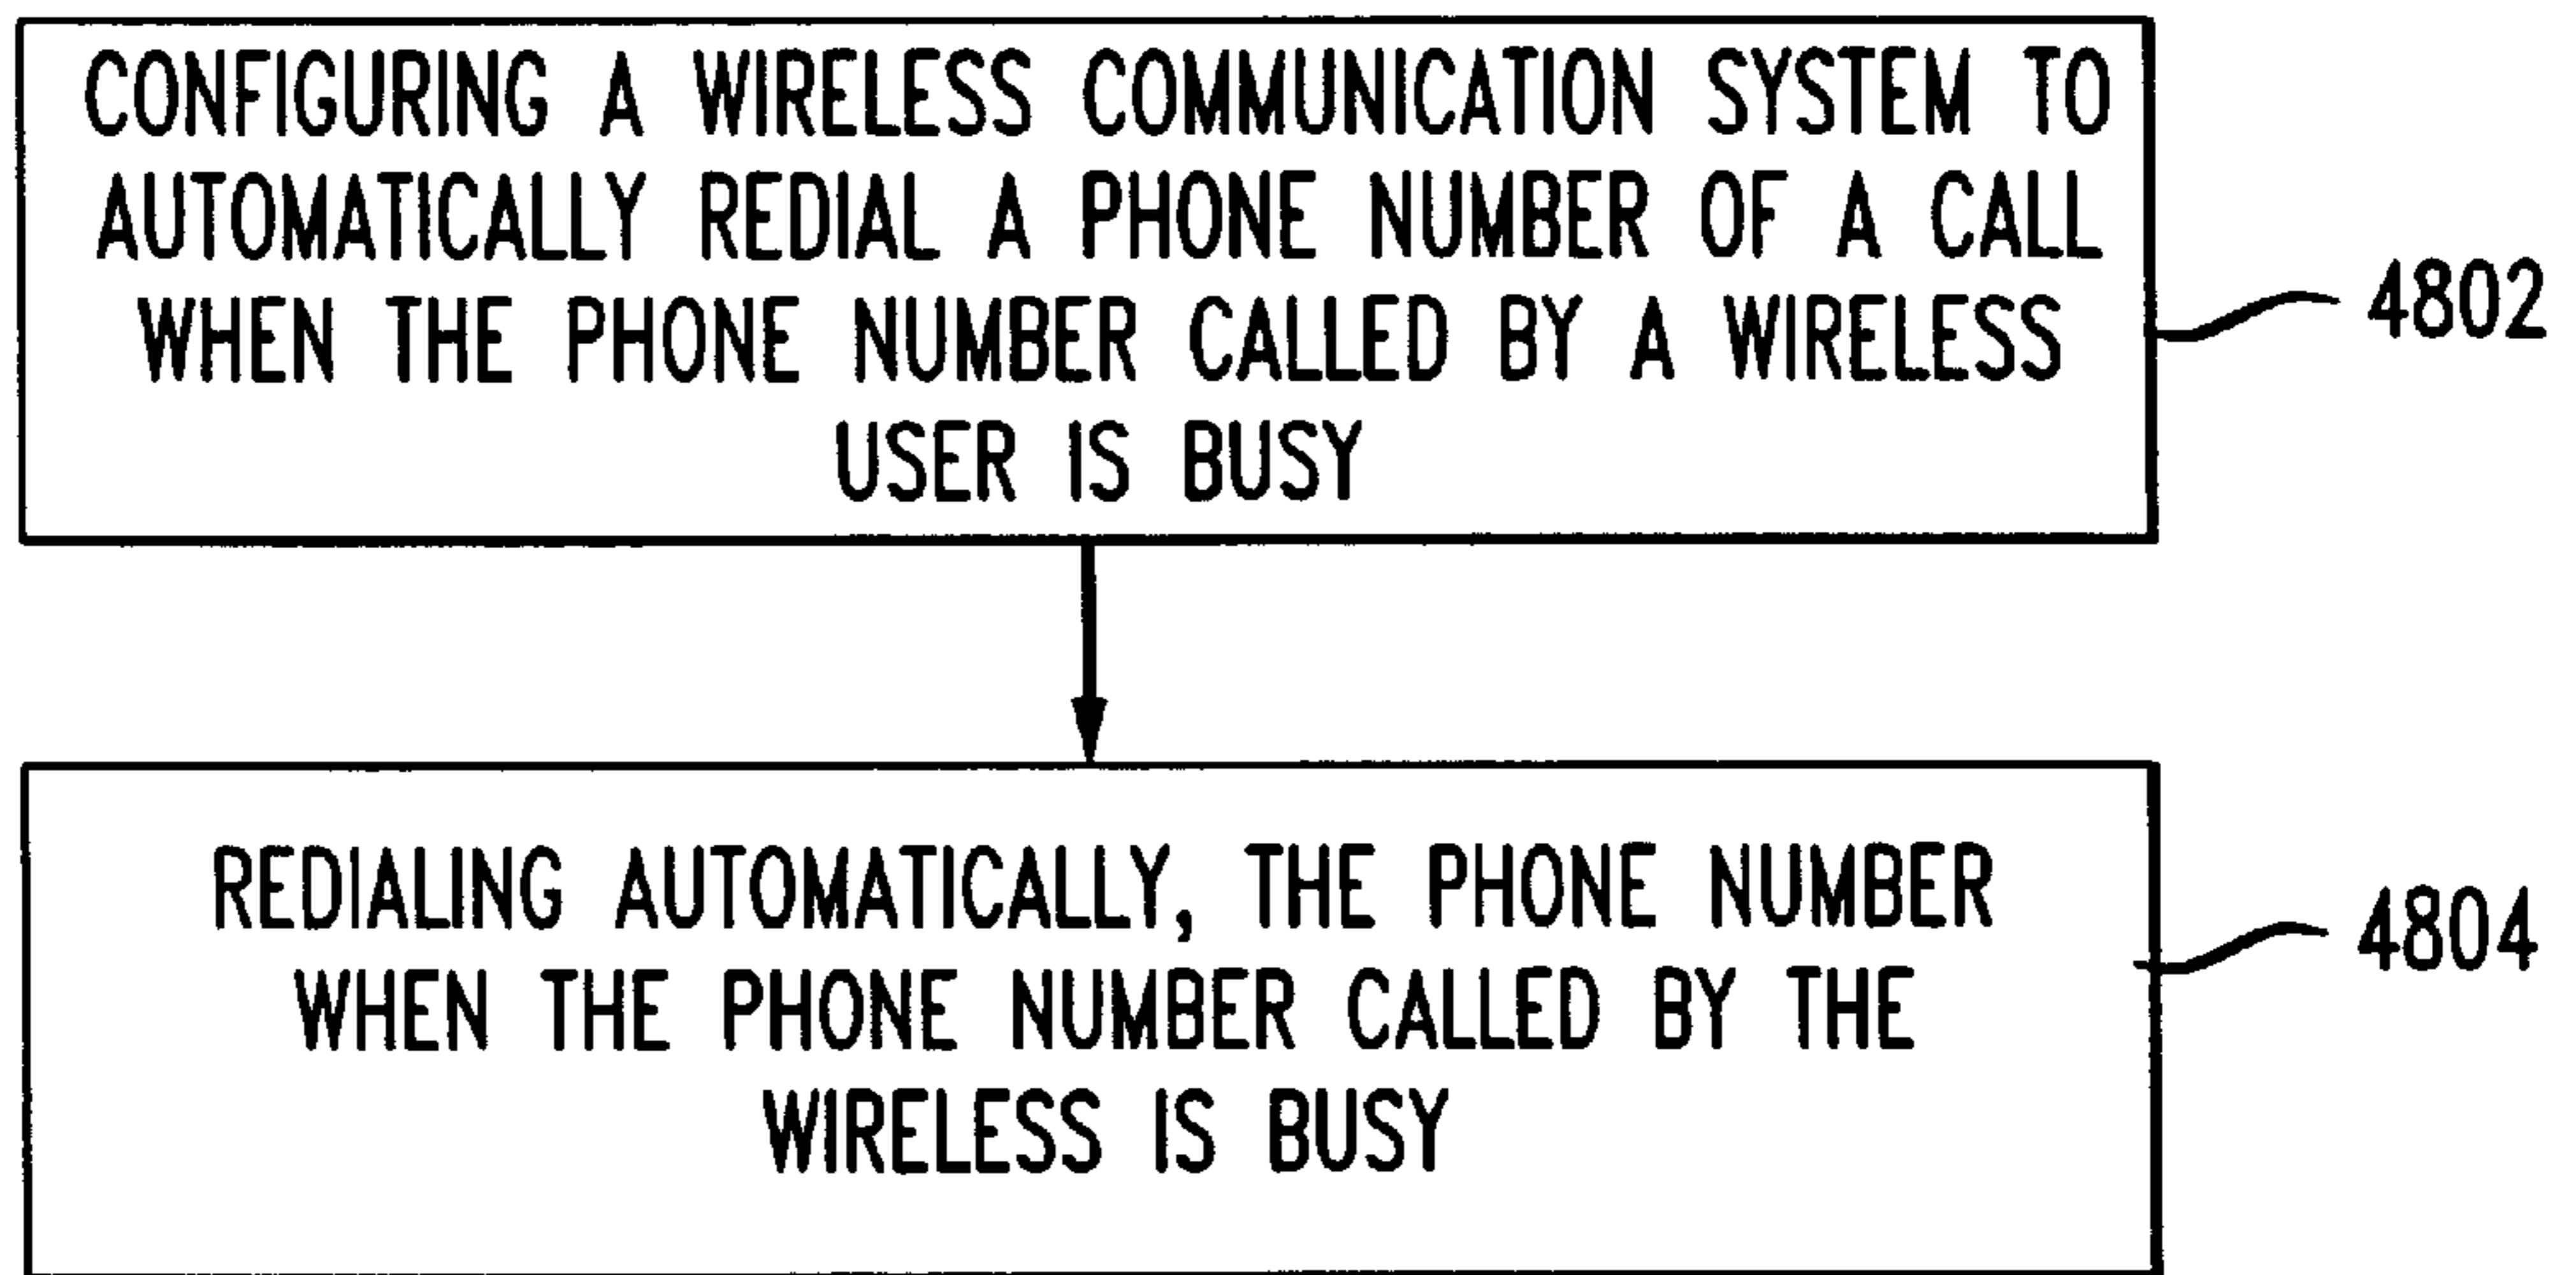 CONFIGURING A WIRELESS COMMUNICATION SYSTEM TO
AUTOMATICALLY REDIAL A PHONE NUMBER OF A CALL
WHEN THE PHONE NUMBER CALLED BY A WIRELESS
USER IS BUSY
4802
REDIALING AUTOMATICALLY, THE PHONE NUMBER
WHEN THE PHONE NUMBER CALLED BY THE
WIRELESS IS BUSY
4804